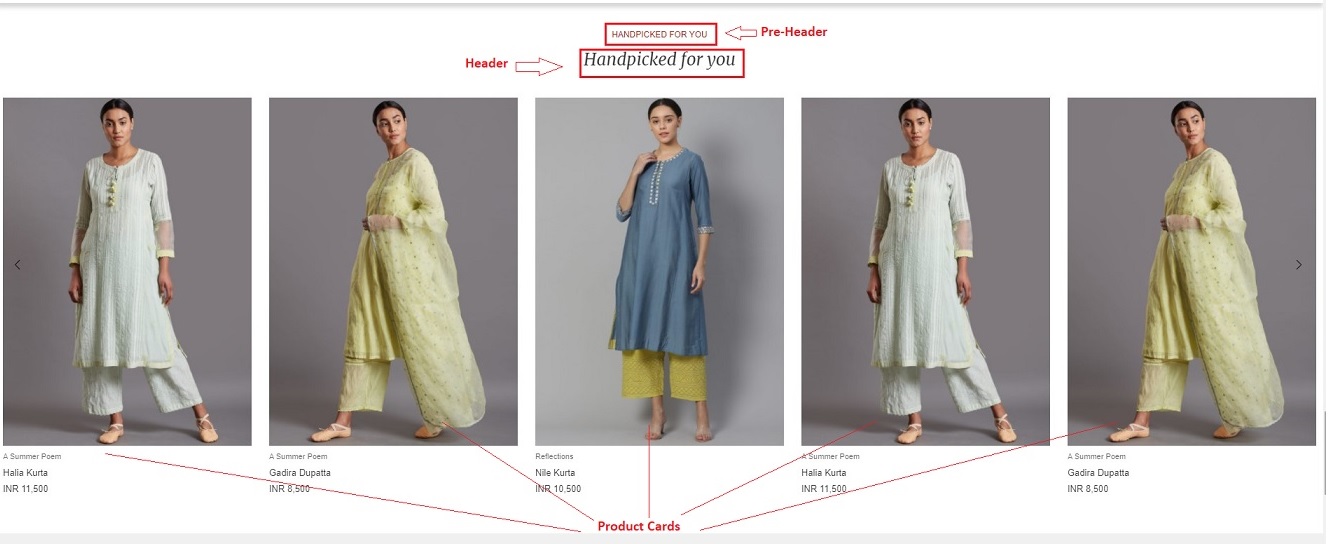 HANDPICKED FOR YOU
Pre-Header
Handpicked for you
Header
A Summer Poem
Halia Kurta
INR 11,500
A Summer Poem
Gadira Dupatta
INR 8,500
Reflections
Nile Kurta
INR 10,500
A Summer Poem
Halia Kurta
INR 11,500
A Summer Poem
Gadira Dupatta
INR 8,500
Product Cards